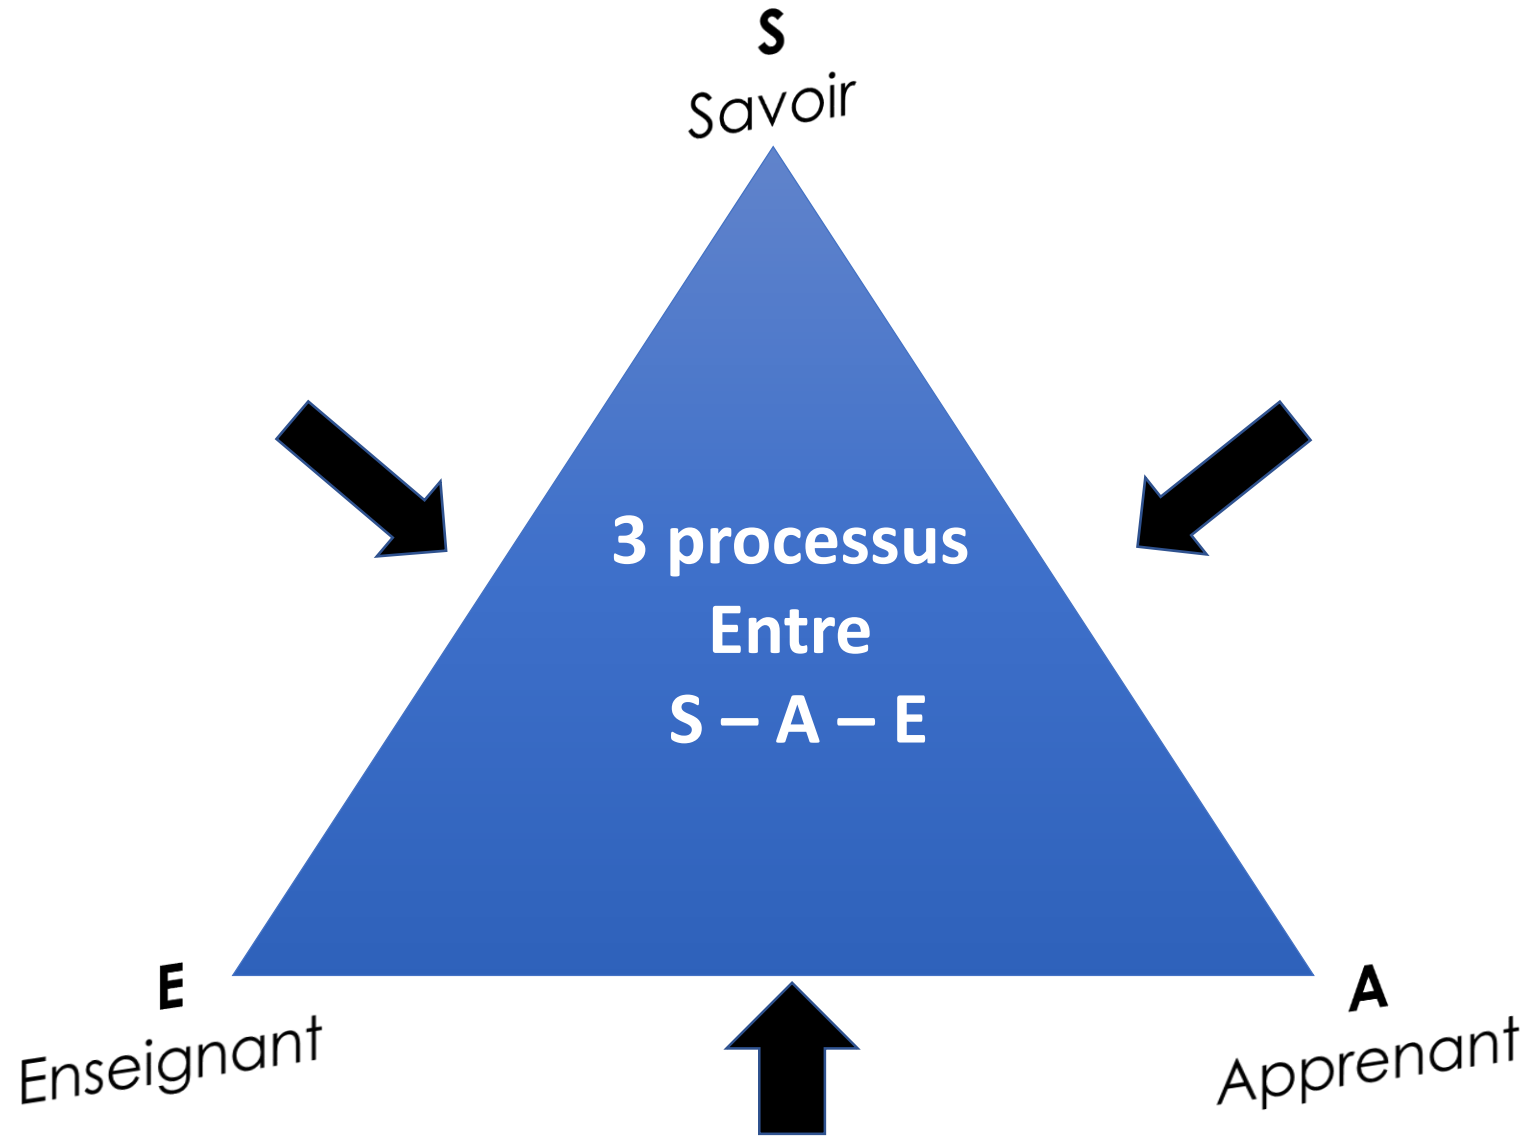 S
Savoir
3 processus
Entre
S – A – E
E
Enseignant
A
Apprenant